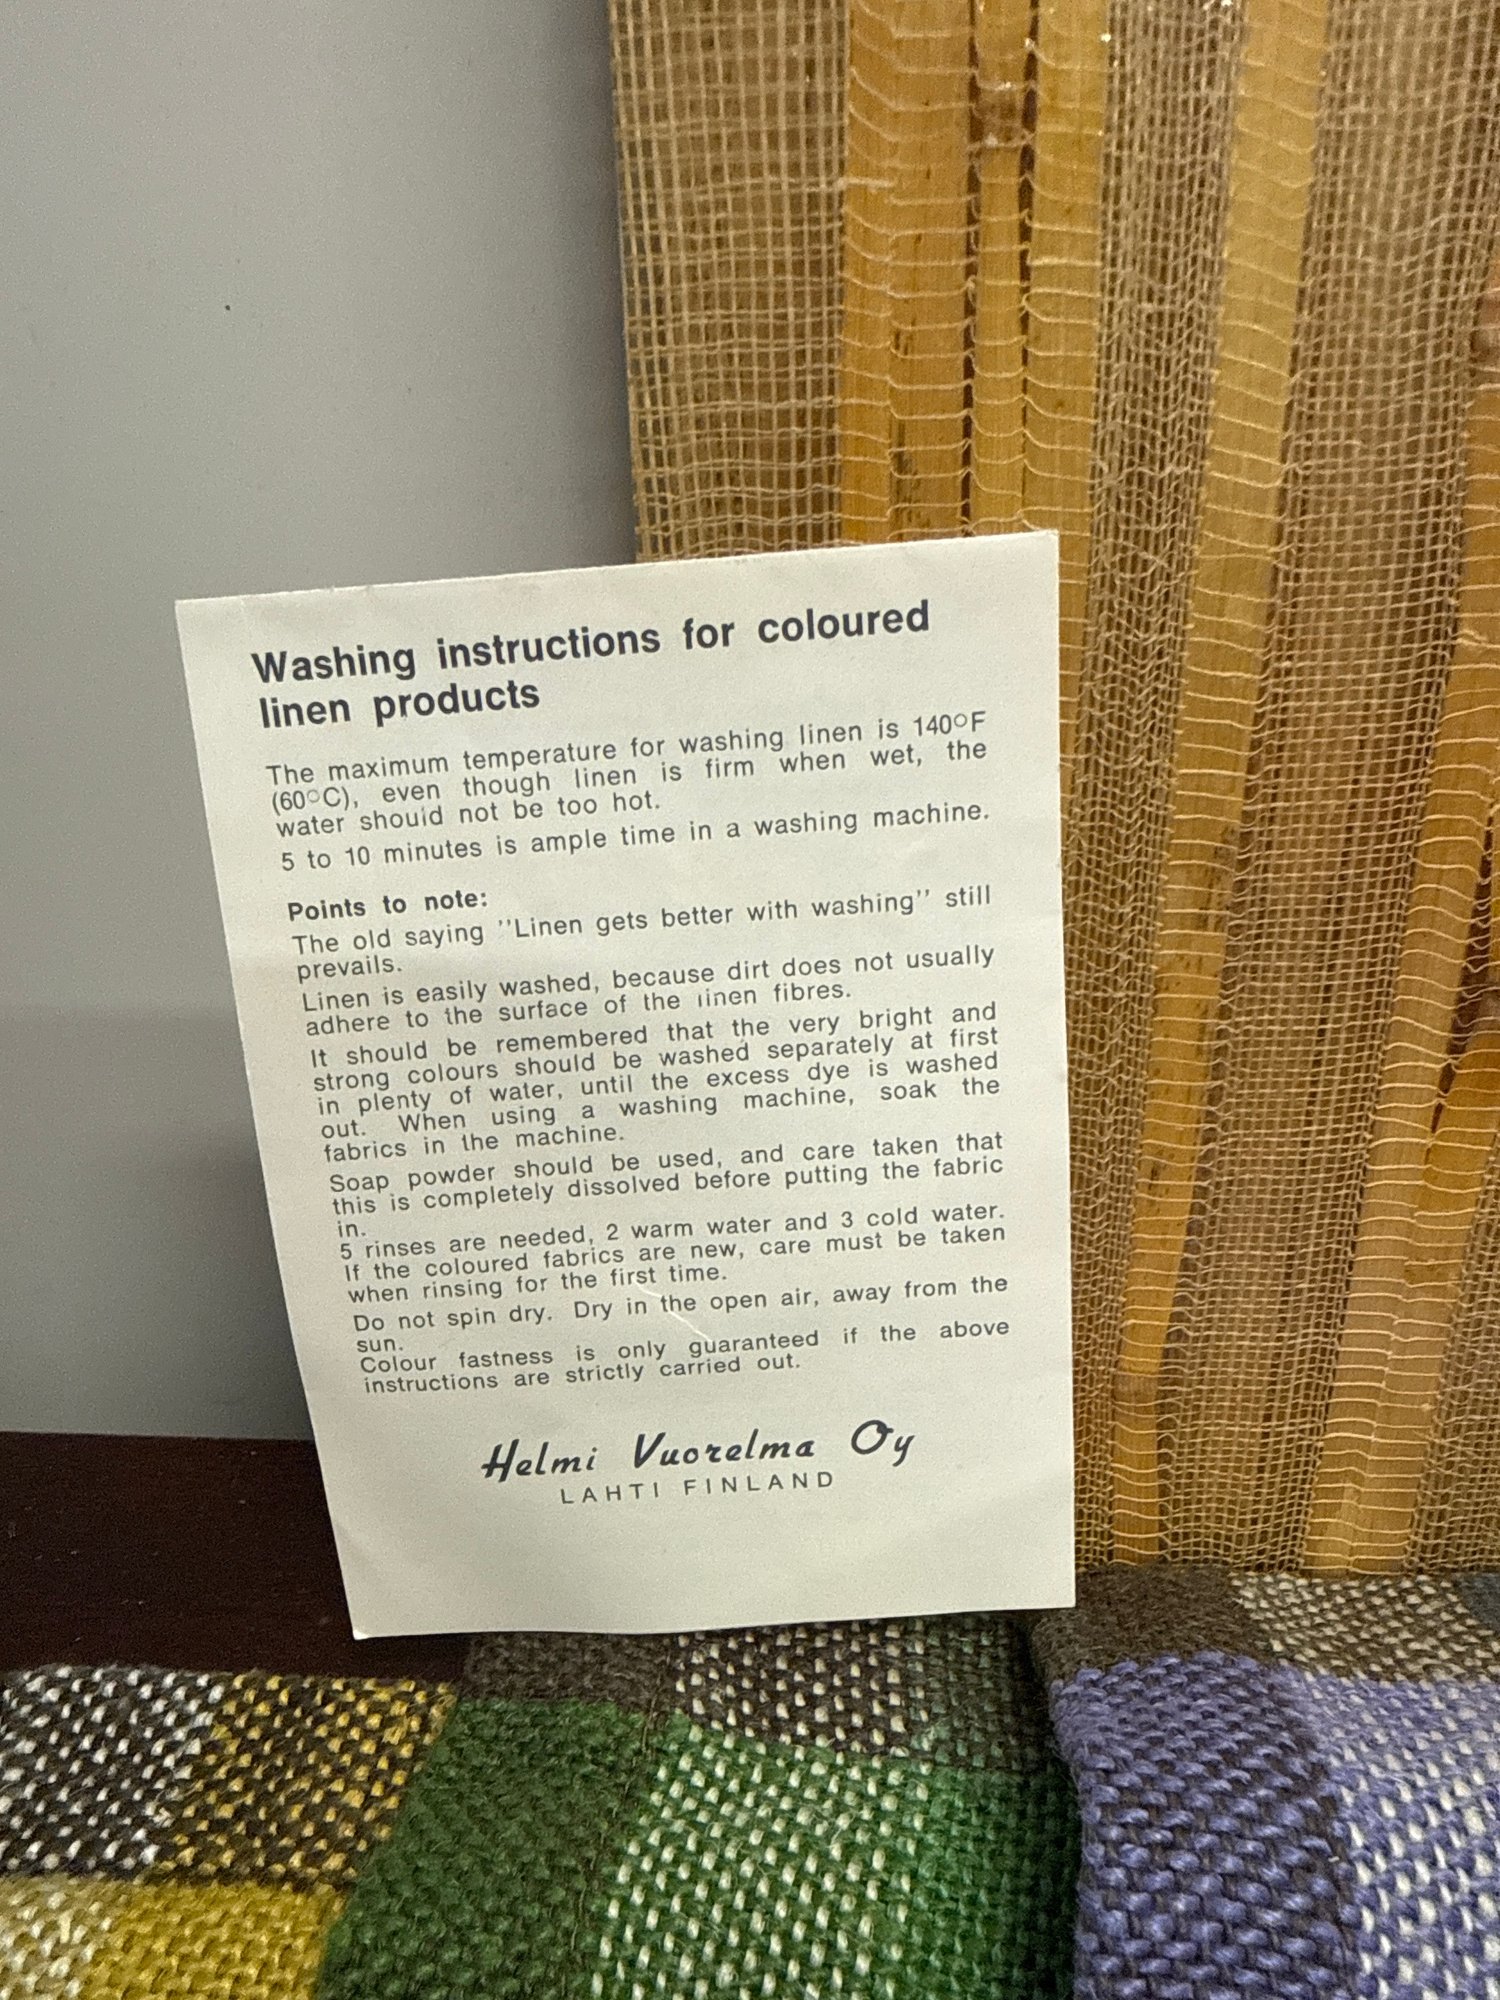 Washing instructions for coloured
linen products
The maximum temperature for washing linen is 140°F
(60°C), even though linen is firm when wet, the
water should not be too hot.
5 to 10 minutes is ample time in a washing machine.
Points to note:
The old saying ''Linen gets better with washing'' still
prevails.
Linen is easily washed, because dirt does not usually
adhere to the surface of the linen fibres.
It should be remembered that the very bright and
strong colours should be washed separately at first
in plenty of water, until the excess dye is washed
out. When using a washing machine, soak the
fabrics in the machine.
Soap powder should be used, and care taken that
this is completely dissolved before putting the fabric
in.
5 rinses are needed, 2 warm water and 3 cold water.
If the coloured fabrics are new, care must be taken
when rinsing for the first time.
Do not spin dry. Dry in the open air, away from the
sun.
Colour fastness is only guaranteed if the above
instructions are strictly carried out.
Helmi Vuorelma Oy
LAHTI FINLAND